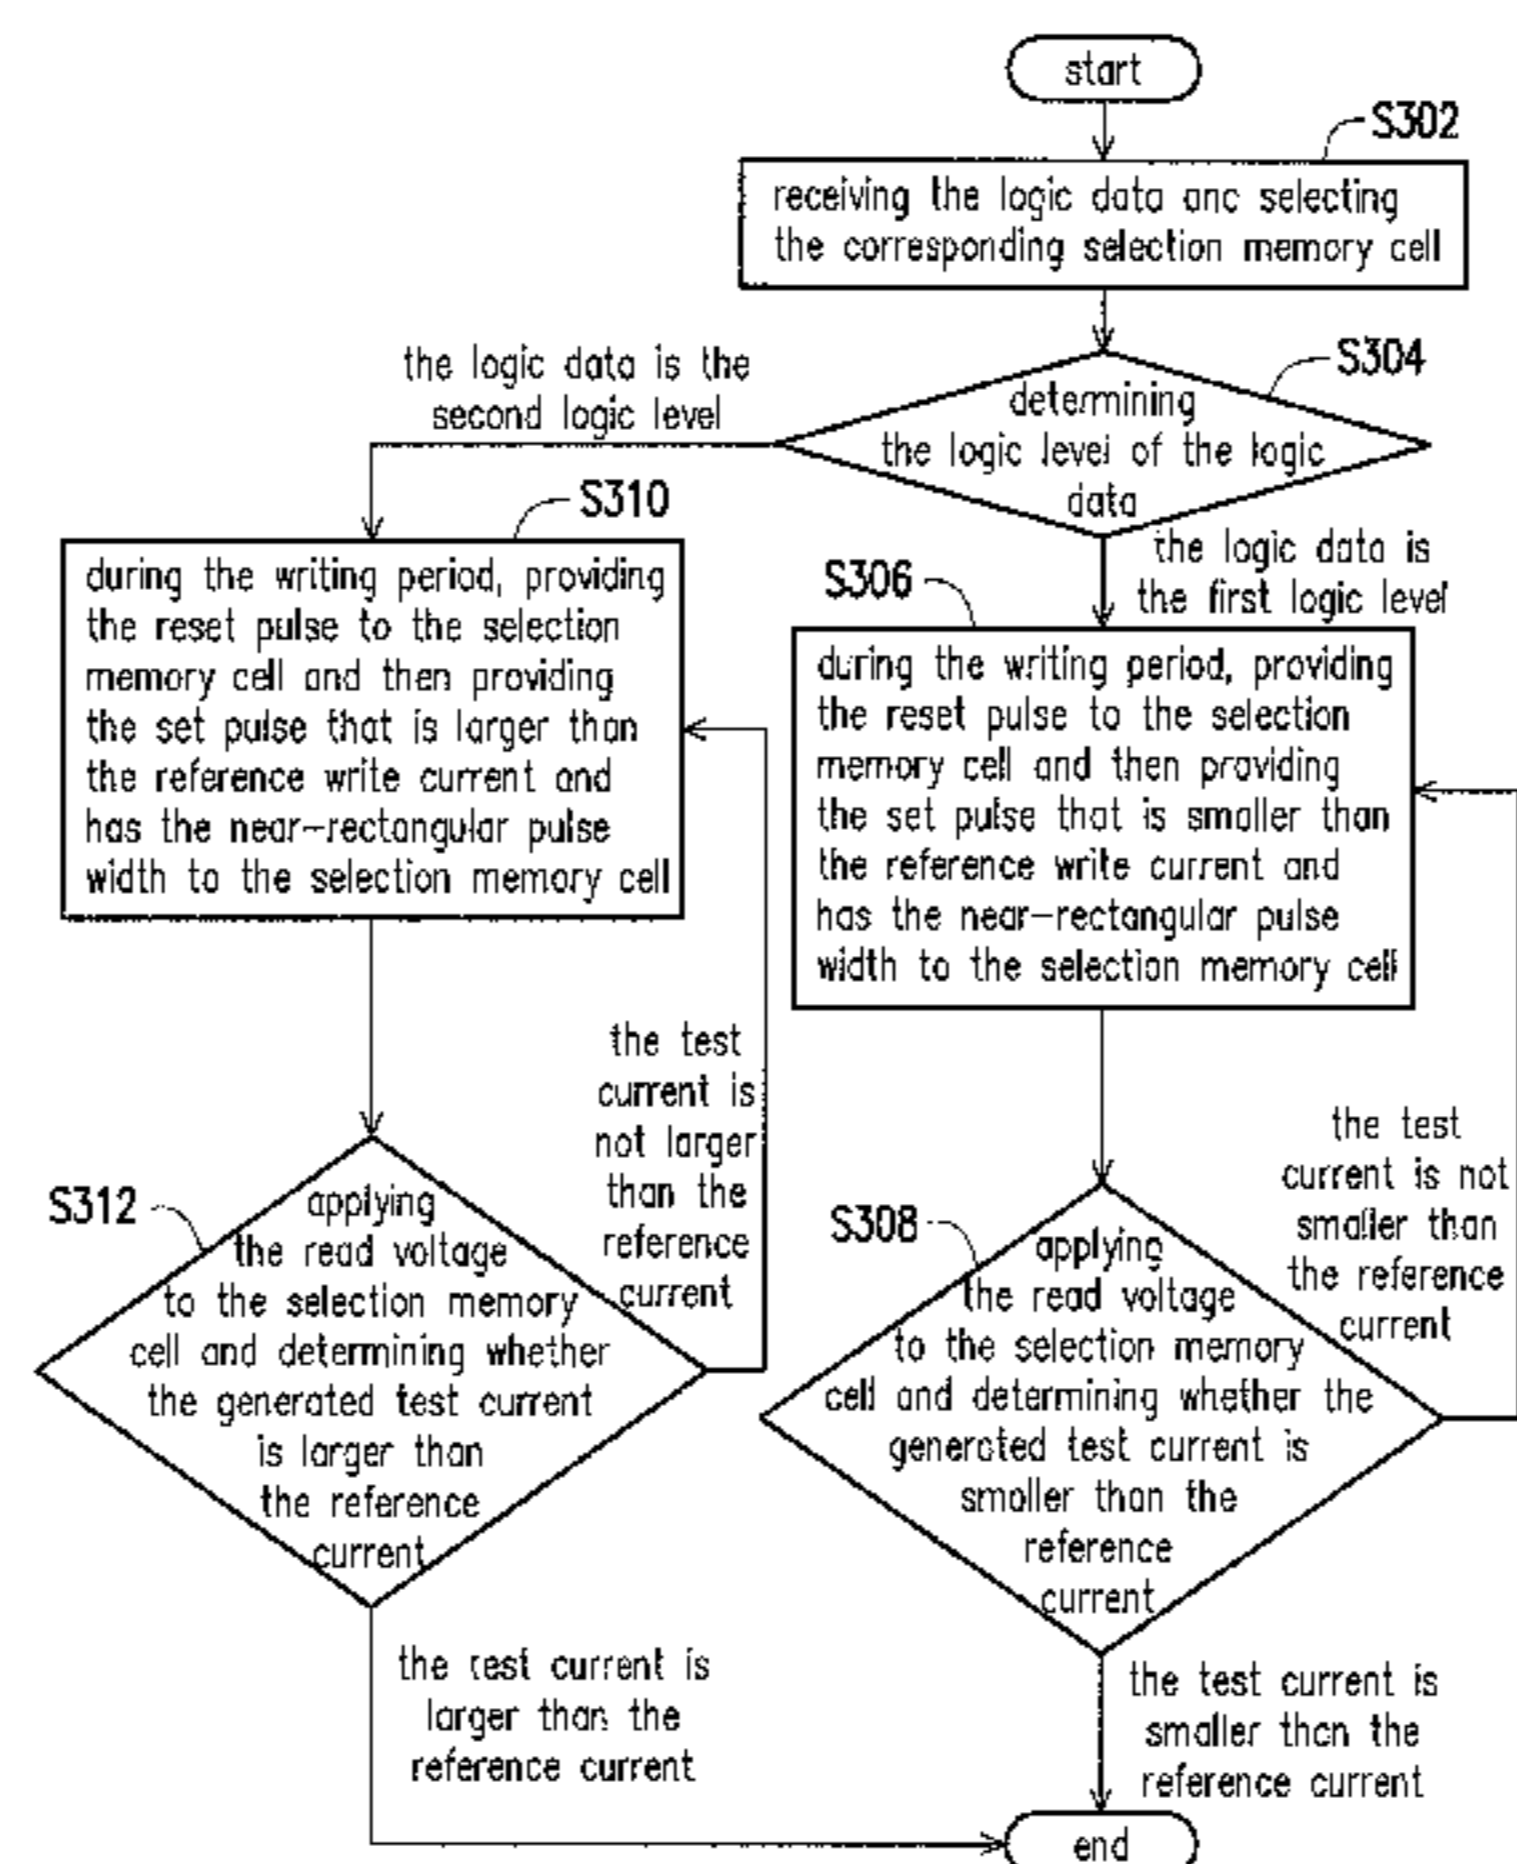 start
S302
receiving the logic data anc selecting
the corresponding selection memory cell
S304
determining
the logic level of the logic
data
the logic data is the
second logic level
the logic data is
the first logic level
S310
during the writing period, providing
the reset pulse to the selection
memory cell and then providing
the set pulse that is larger than
the reference write current and
has the near-rectangular pulse
width to the selection memory cell
S306
during the writing period, providing
the reset pulse to the selection
memory cell and then providing
the set pulse that is smaller than
the reference write current and
has the near-rectangular pulse
width to the selection memory cell
the test
current is
not larger
than the
reference
current
the test
current is not
smaller than
the reference
current
S312
applying
the read voltage
to the selection memory
cell and determining whether
the generated test current
is larger than
the reference
current
S308
applying
the read voltage
to the selection memory
cell and determining whether the
generated test current is
smaller than the
reference
current
the test current is
larger than the
reference current
the test current is
smaller than the
reference current
end